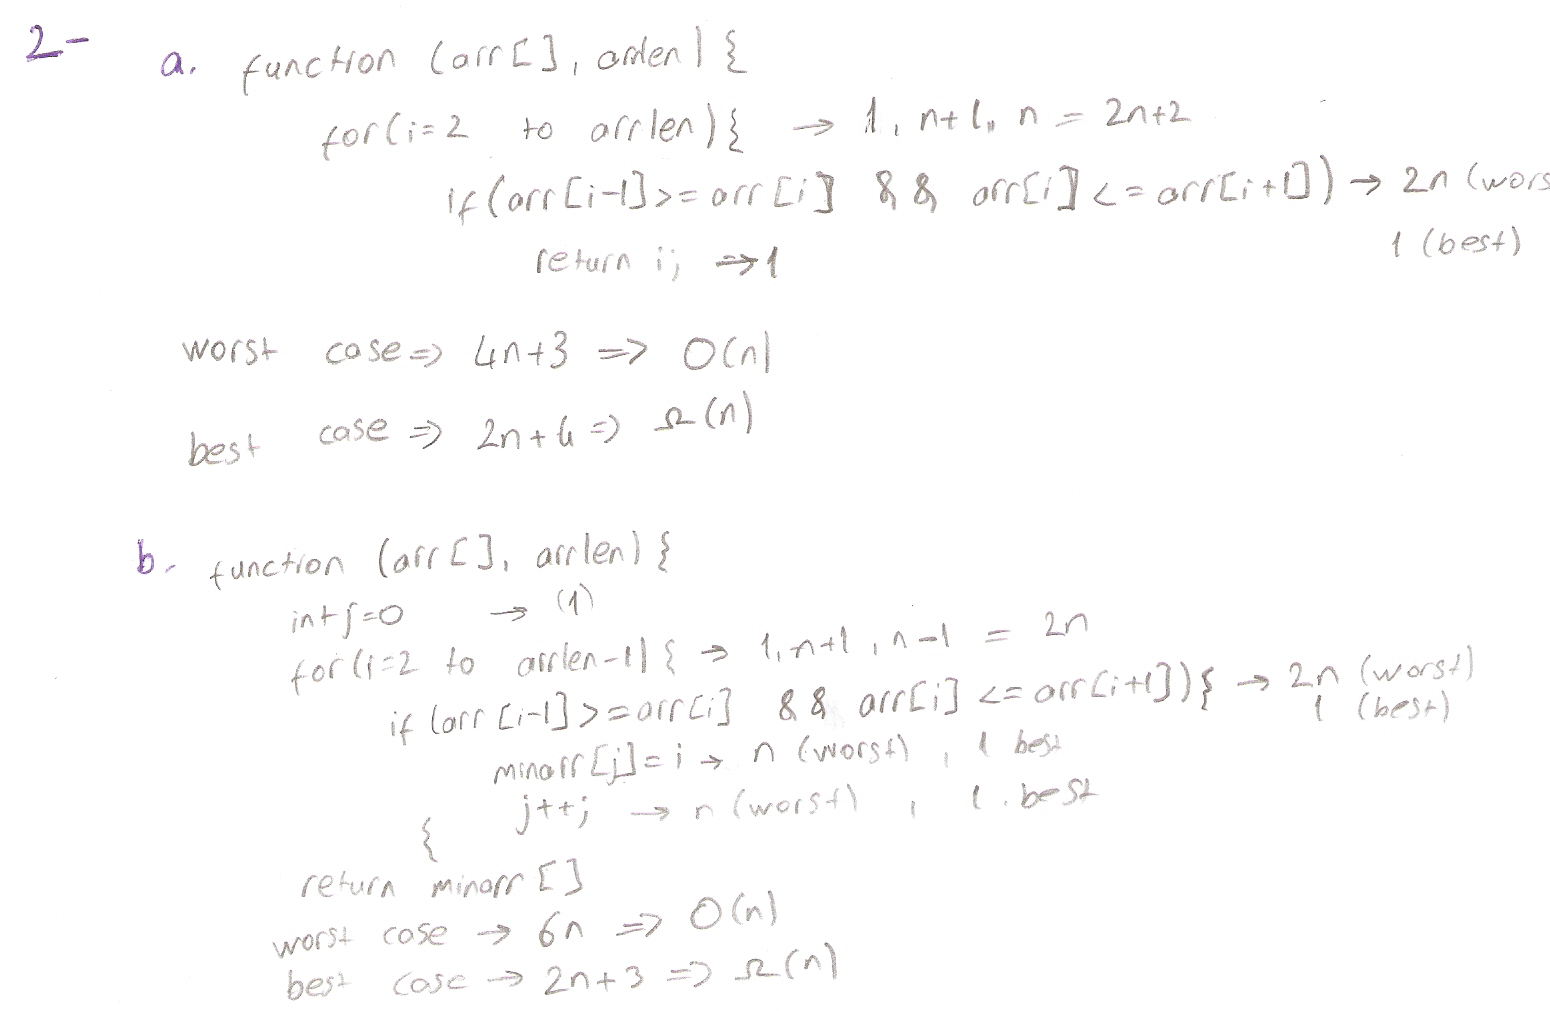 2-
a. function (arr[], arrlen) {
for(i=2 to arrlen){ → 1, n+1, n = 2n+2
if(arr[i-1]>=arr[i] && arr[i]<=arr[i+1]) → 2n (wors
1 (best)
return i; ⇒1
worst case ⇒ 4n+3 ⇒ O(n)
best case ⇒ 2n+4 ⇒ Ω(n)
b. function (arr[], arrlen) {
int j=0 → (1)
for(i=2 to arrlen-1) { → 1, n+1, n-1 = 2n
if (arr[i-1]>=arr[i] && arr[i]<=arr[i+1]){ → 2n (worst)
1 (best)
minarr[j]=i → n (worst), 1 best
j++; → n (worst), 1. best
{
return minarr[]
worst case → 6n ⇒ O(n)
best case → 2n+3 ⇒ Ω(n)